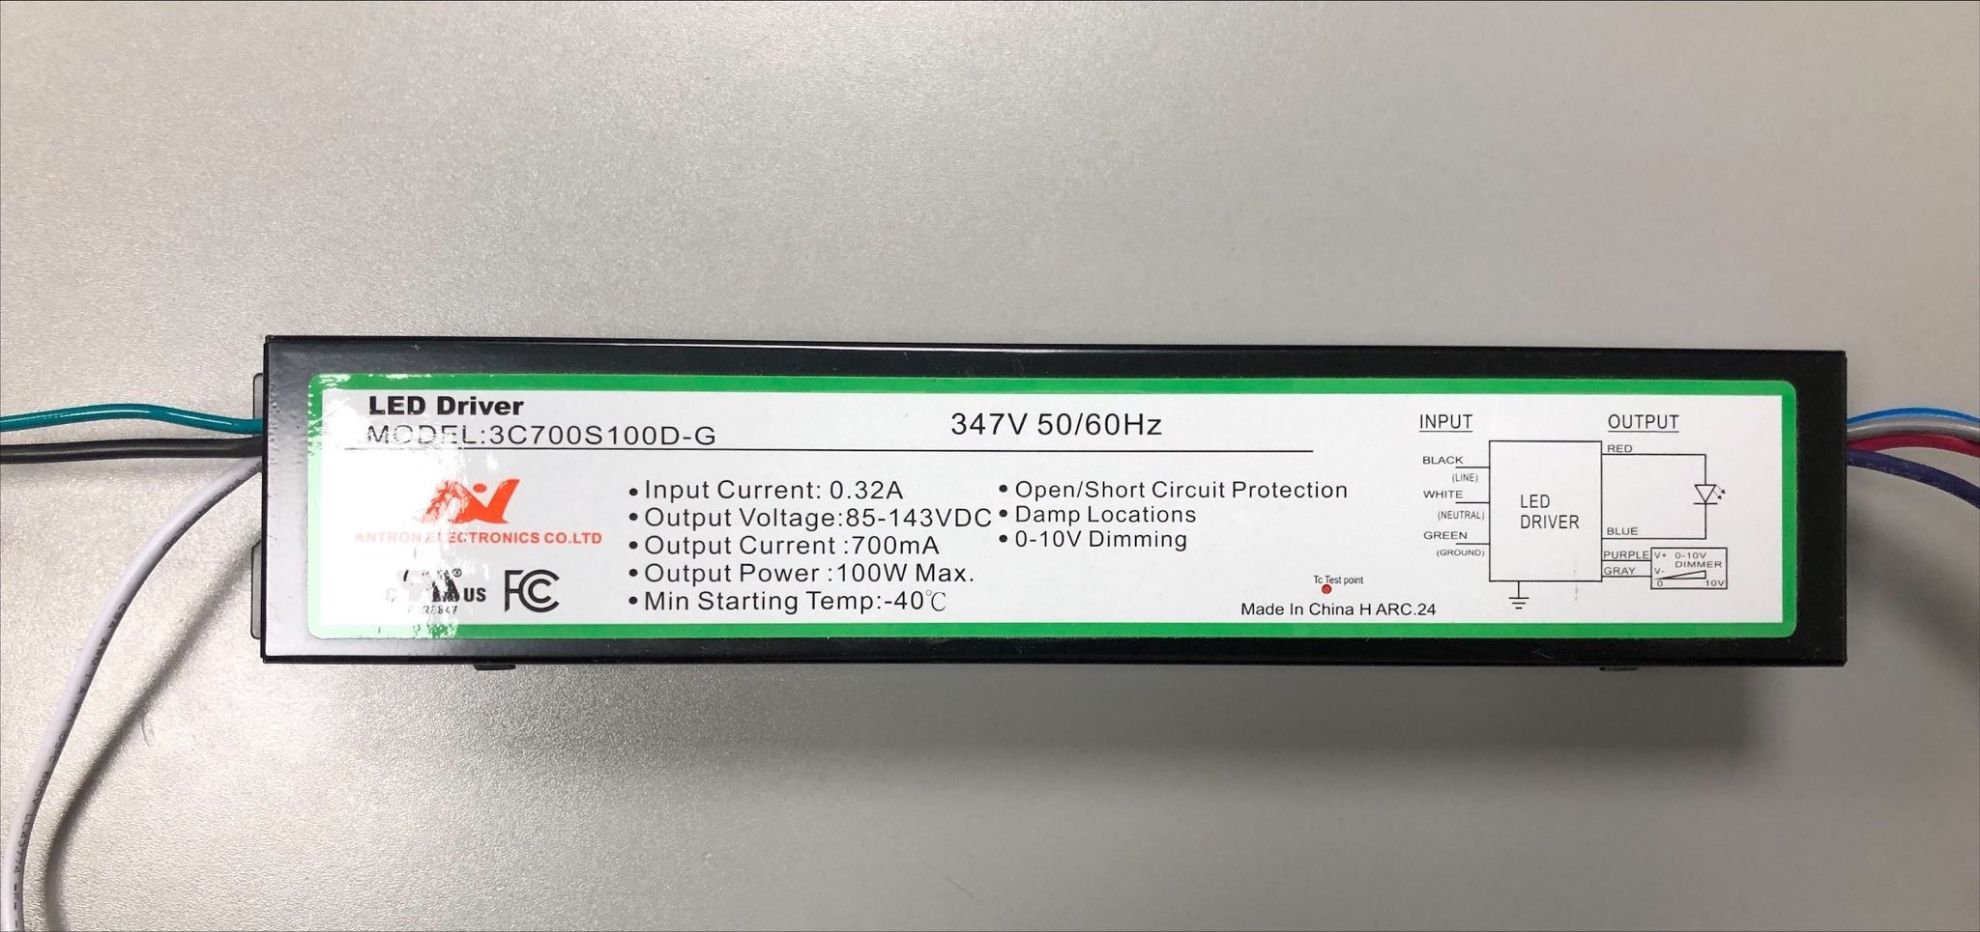 LED Driver
MODEL:3C700S100D-G
347V 50/60Hz
ANTRON ELECTRONICS CO.LTD
C US
FCC
•Input Current: 0.32A
•Output Voltage:85-143VDC
•Output Current :700mA
•Output Power :100W Max.
•Min Starting Temp:-40℃
•Open/Short Circuit Protection
•Damp Locations
•0-10V Dimming
Tc Test point
Made In China H ARC.24
INPUT
OUTPUT
BLACK
(LINE)
WHITE
(NEUTRAL)
GREEN
(GROUND)
LED
DRIVER
RED
BLUE
PURPLE
GRAY
V+ 0-10V
DIMMER
V-
0 10V